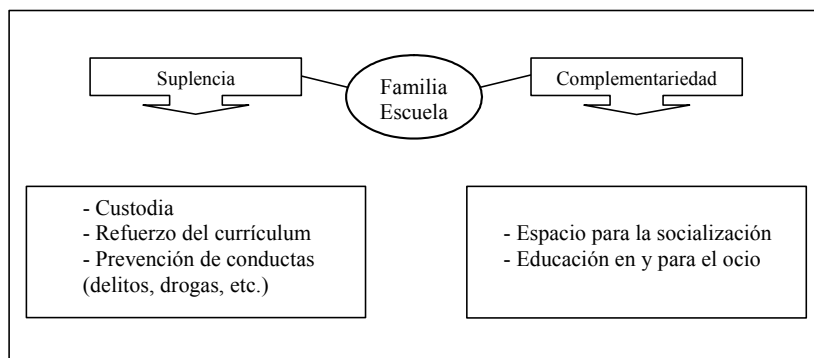 Suplencia
Familia
Escuela
Complementariedad
- Custodia
- Refuerzo del currículum
- Prevención de conductas
(delitos, drogas, etc.)
- Espacio para la socialización
- Educación en y para el ocio